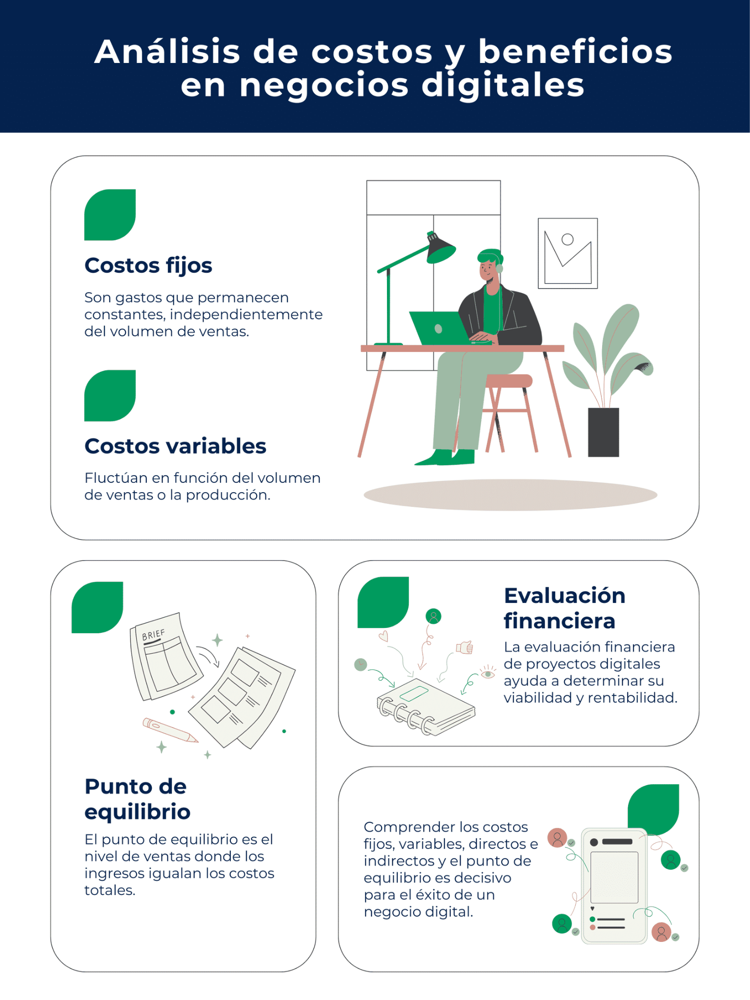 Análisis de costos y beneficios
en negocios digitales
Costos fijos
Son gastos que permanecen
constantes, independientemente
del volumen de ventas.
Costos variables
Fluctúan en función del volumen
de ventas o la producción.
BRIEF
Punto de
equilibrio
El punto de equilibrio es el
nivel de ventas donde los
ingresos igualan los costos
totales.
Evaluación
financiera
La evaluación financiera
de proyectos digitales
ayuda a determinar su
viabilidad y rentabilidad.
Comprender los costos
fijos, variables, directos e
indirectos y el punto de
equilibrio es decisivo
para el éxito de un
negocio digital.